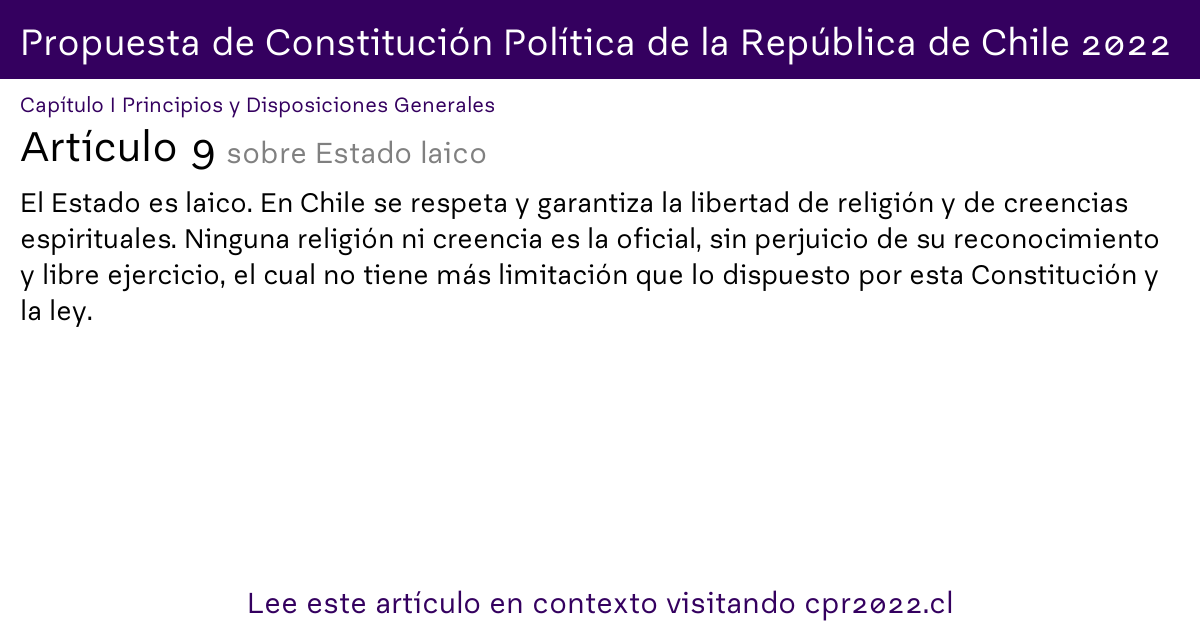 Propuesta de Constitución Política de la República de Chile 2022
Capítulo I Principios y Disposiciones Generales
Artículo 9 sobre Estado laico
El Estado es laico. En Chile se respeta y garantiza la libertad de religión y de creencias
espirituales. Ninguna religión ni creencia es la oficial, sin perjuicio de su reconocimiento
y libre ejercicio, el cual no tiene más limitación que lo dispuesto por esta Constitución y
la ley.
Lee este artículo en contexto visitando cpr2022.cl